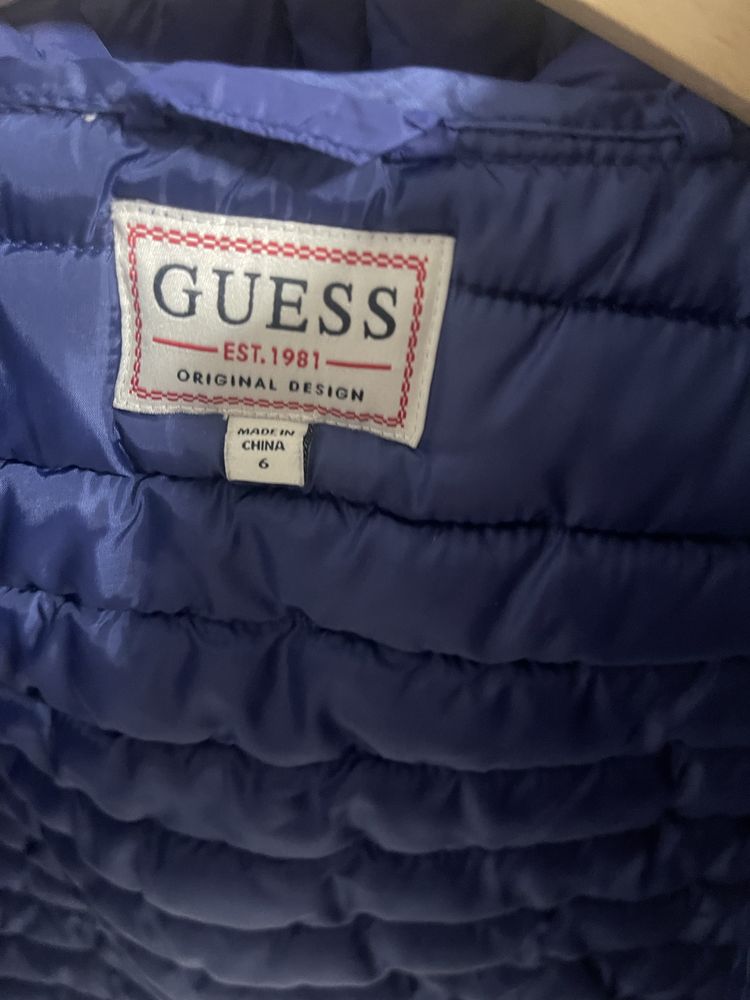 GUESS
EST.1981
ORIGINAL DESIGN
MADE IN
CHINA
6